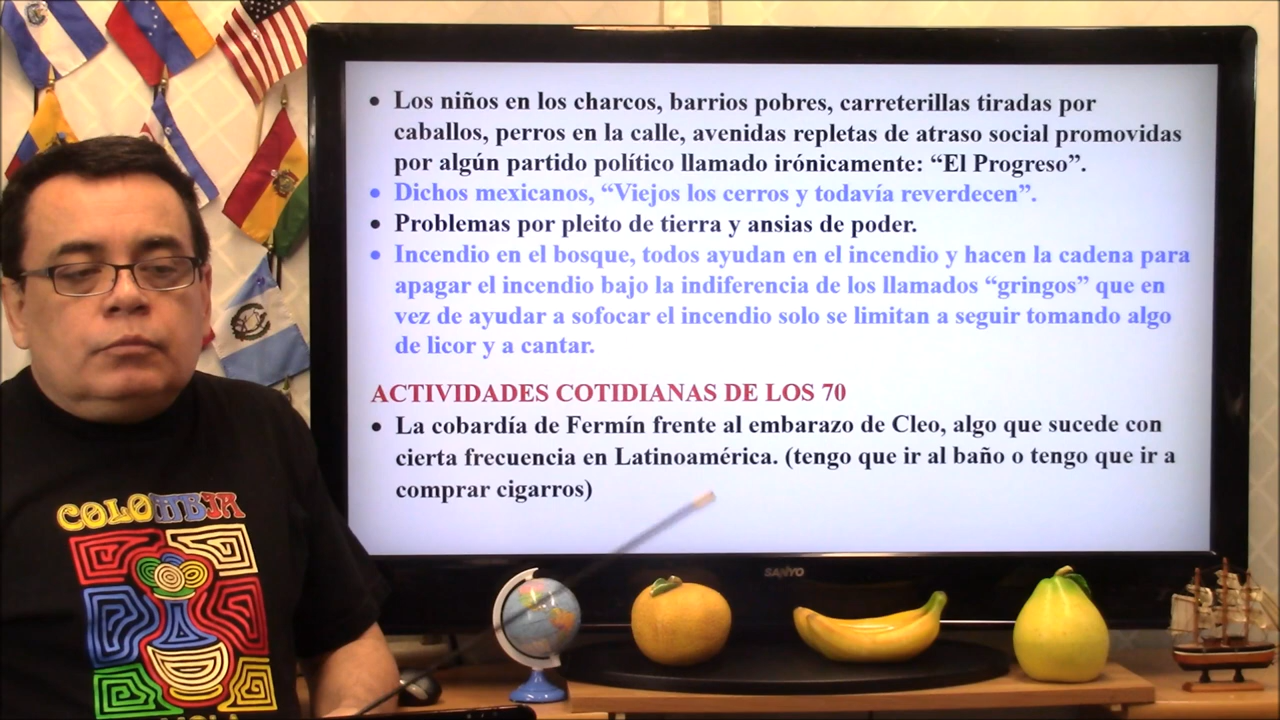 • Los niños en los charcos, barrios pobres, carreterillas tiradas por
caballos, perros en la calle, avenidas repletas de atraso social promovidas
por algún partido político llamado irónicamente: “El Progreso”.
• Dichos mexicanos, “Viejos los cerros y todavía reverdecen”.
• Problemas por pleito de tierra y ansias de poder.
• Incendio en el bosque, todos ayudan en el incendio y hacen la cadena para
apagar el incendio bajo la indiferencia de los llamados “gringos” que en
vez de ayudar a sofocar el incendio solo se limitan a seguir tomando algo
de licor y a cantar.
ACTIVIDADES COTIDIANAS DE LOS 70
• La cobardía de Fermín frente al embarazo de Cleo, algo que sucede con
cierta frecuencia en Latinoamérica. (tengo que ir al baño o tengo que ir a
comprar cigarros)
SANYO
COLOMBIA